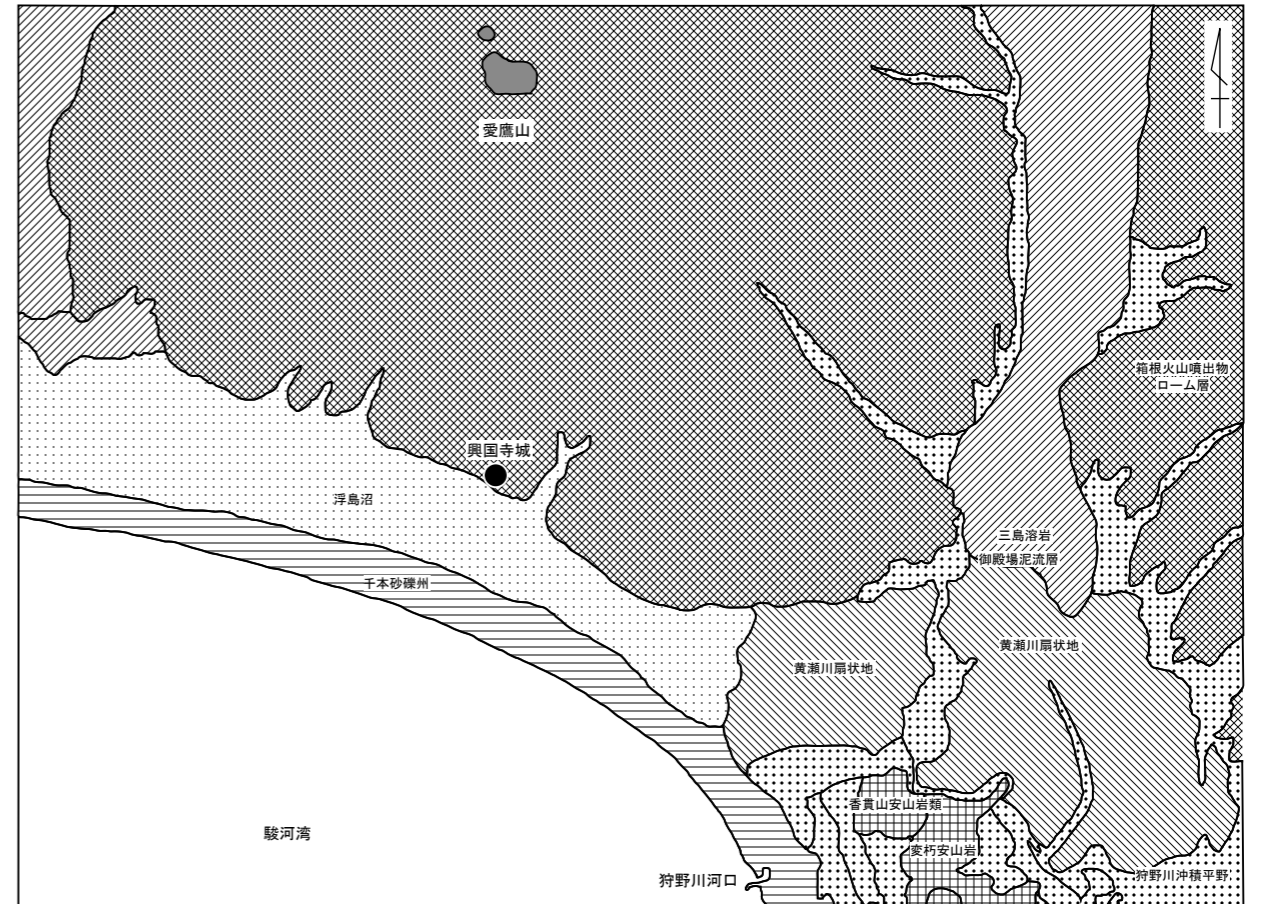 愛鷹山
箱根火山噴出物
ローム層
興国寺城
浮島沼
三島溶岩
御殿場泥流層
千本砂礫州
黄瀬川扇状地
黄瀬川扇状地
香貫山安山岩類
駿河湾
変朽安山岩
狩野川河口
狩野川沖積平野